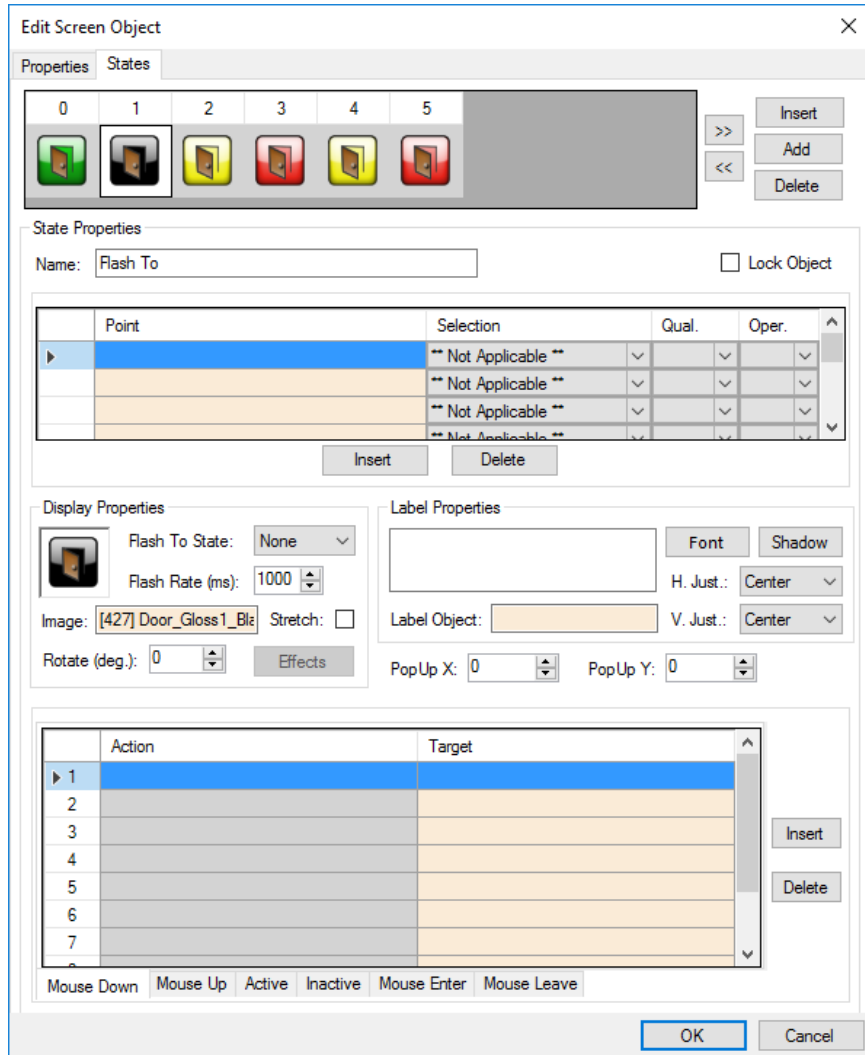 Edit Screen Object
Properties States
0 1 2 3 4 5
>>
<<
Insert
Add
Delete
State Properties
Name: Flash To
Lock Object
Point Selection Qual. Oper.
** Not Applicable **
** Not Applicable **
** Not Applicable **
** Not Applicable **
Insert Delete
Display Properties
Flash To State: None
Flash Rate (ms): 1000
Image: [427] Door_Gloss1_Bla Stretch:
Rotate (deg.): 0 Effects
Label Properties
Font Shadow
H. Just.: Center
Label Object: V. Just.: Center
PopUp X: 0 PopUp Y: 0
Action Target
1
2
3
4
5
6
7
Insert
Delete
Mouse Down Mouse Up Active Inactive Mouse Enter Mouse Leave
OK Cancel